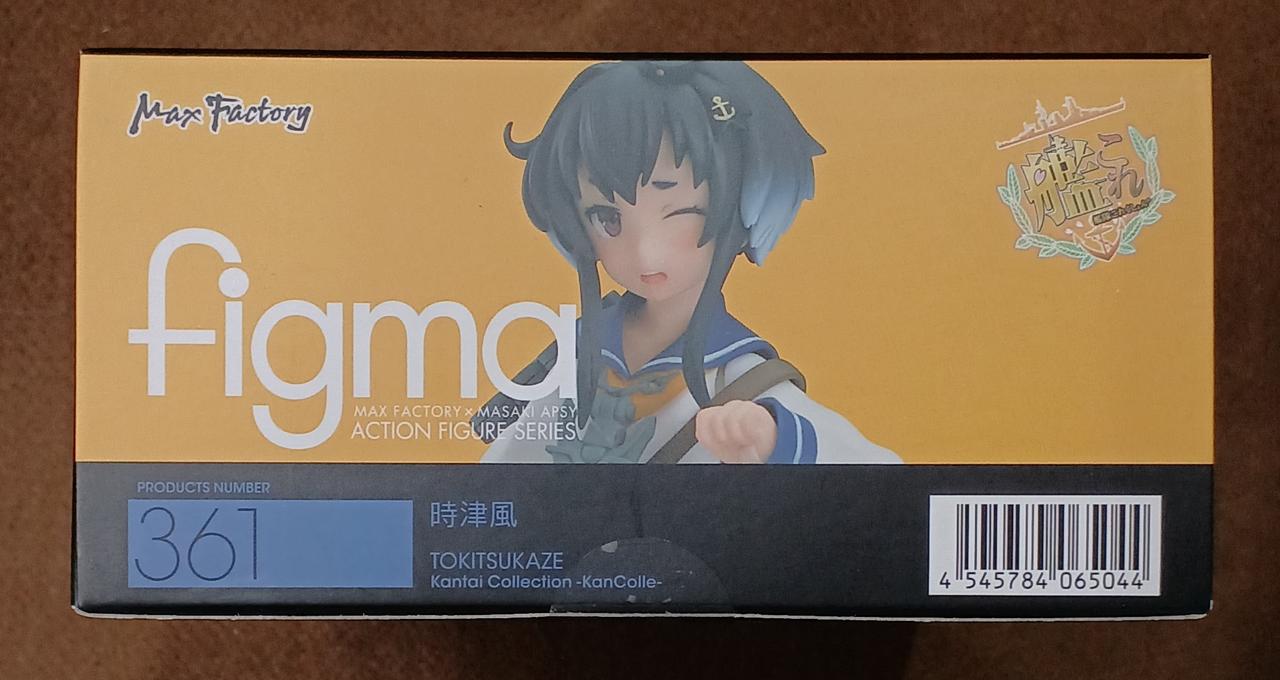 Max Factory
艦これ
figma
MAX FACTORY×MASAKI APSY
ACTION FIGURE SERIES
PRODUCTS NUMBER
361
時津風
TOKITSUKAZE
Kantai Collection -KanColle-
4 545784 065044